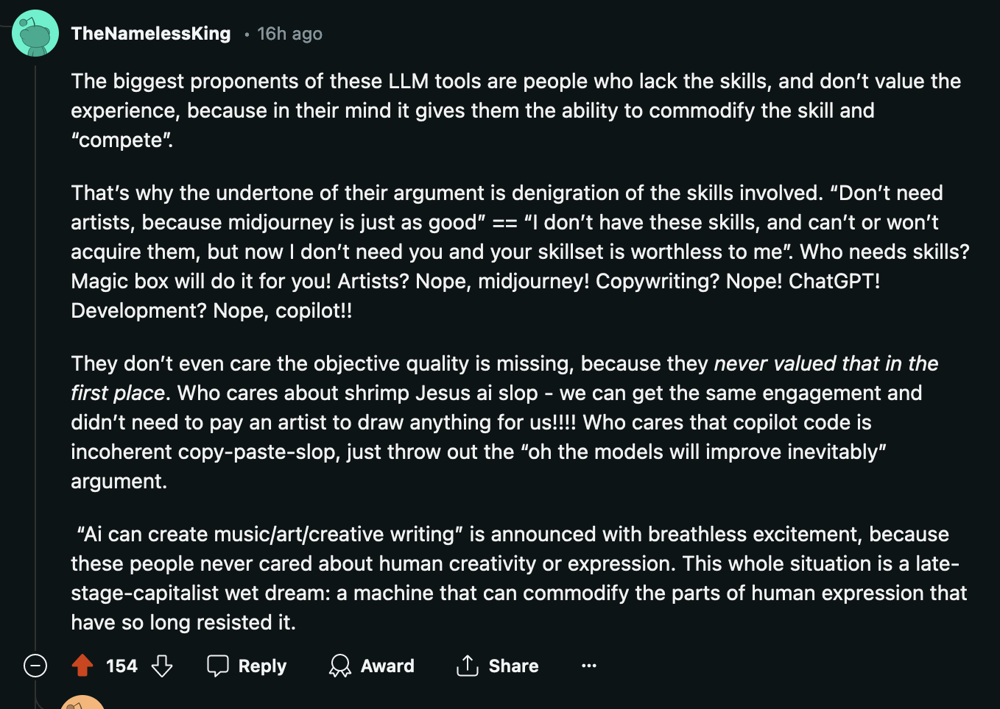 TheNamelessKing • 16h ago
The biggest proponents of these LLM tools are people who lack the skills, and don’t value the
experience, because in their mind it gives them the ability to commodify the skill and
“compete”.
That’s why the undertone of their argument is denigration of the skills involved. “Don’t need
artists, because midjourney is just as good” == “I don’t have these skills, and can’t or won’t
acquire them, but now I don’t need you and your skillset is worthless to me”. Who needs skills?
Magic box will do it for you! Artists? Nope, midjourney! Copywriting? Nope! ChatGPT!
Development? Nope, copilot!!
They don’t even care the objective quality is missing, because they never valued that in the
first place. Who cares about shrimp Jesus ai slop - we can get the same engagement and
didn’t need to pay an artist to draw anything for us!!!! Who cares that copilot code is
incoherent copy-paste-slop, just throw out the “oh the models will improve inevitably”
argument.
“Ai can create music/art/creative writing” is announced with breathless excitement, because
these people never cared about human creativity or expression. This whole situation is a late-
stage-capitalist wet dream: a machine that can commodify the parts of human expression that
have so long resisted it.
154 Reply Award Share ...